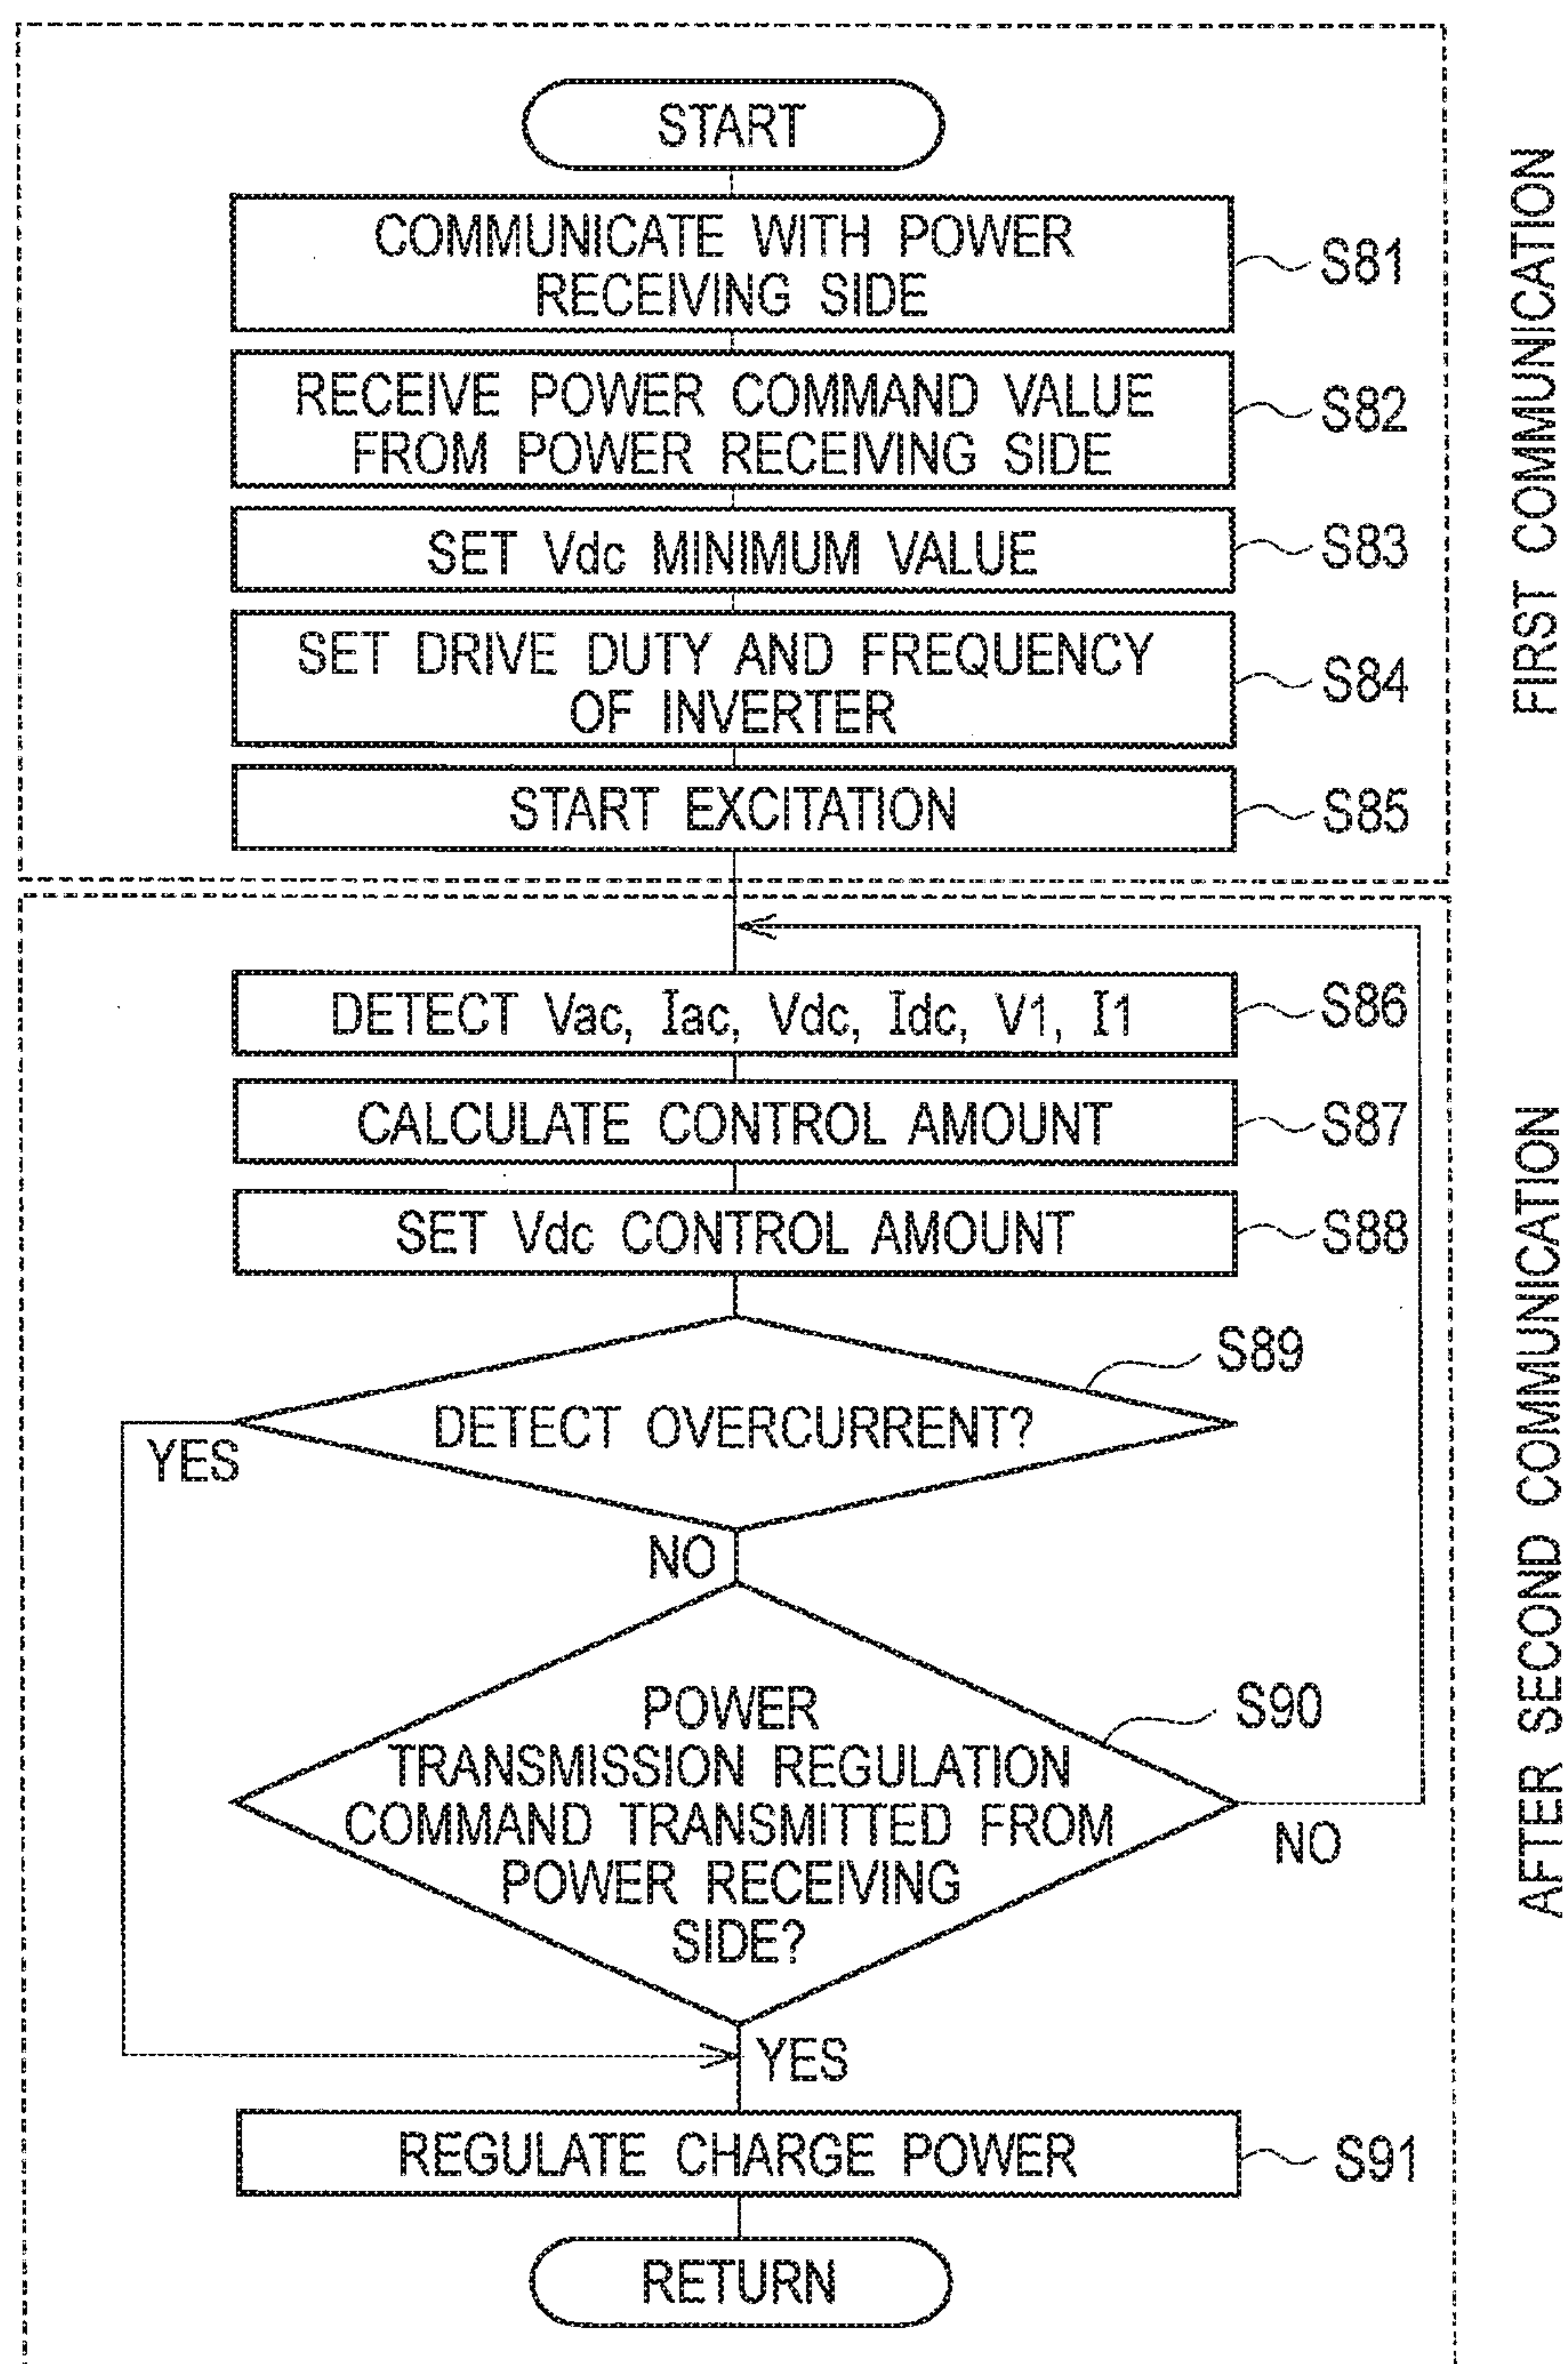 START
COMMUNICATE WITH POWER
RECEIVING SIDE
S81
RECEIVE POWER COMMAND VALUE
FROM POWER RECEIVING SIDE
S82
SET Vdc MINIMUM VALUE
S83
SET DRIVE DUTY AND FREQUENCY
OF INVERTER
S84
START EXCITATION
S85
FIRST COMMUNICATION
DETECT Vac, Iac, Vdc, Idc, V1, I1
S86
CALCULATE CONTROL AMOUNT
S87
SET Vdc CONTROL AMOUNT
S88
DETECT OVERCURRENT?
S89
YES
NO
POWER
TRANSMISSION REGULATION
COMMAND TRANSMITTED FROM
POWER RECEIVING
SIDE?
S90
NO
YES
REGULATE CHARGE POWER
S91
RETURN
AFTER SECOND COMMUNICATION